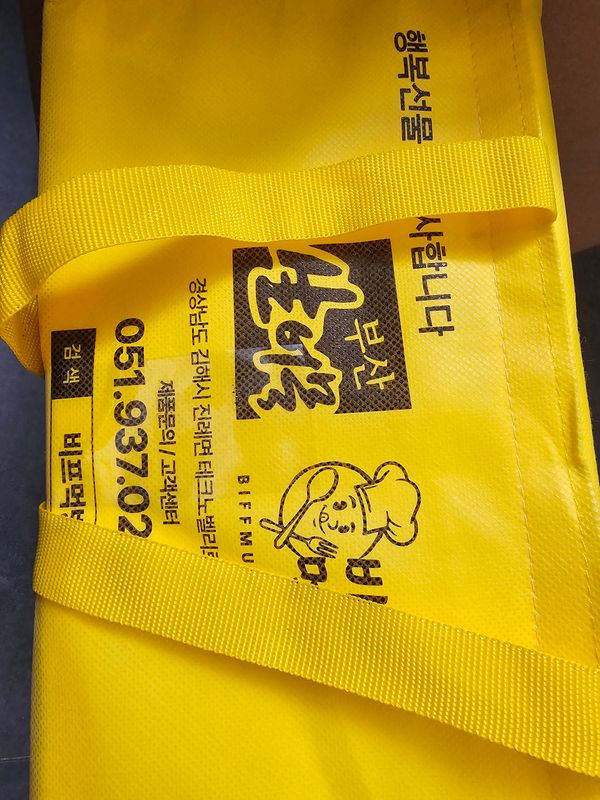 행복선물 사합니다
부산
비
BIFFMU
경상남도 김해시 진례면 테크노밸리
제품문의 / 고객센터
051.937.02
검색 비프먹